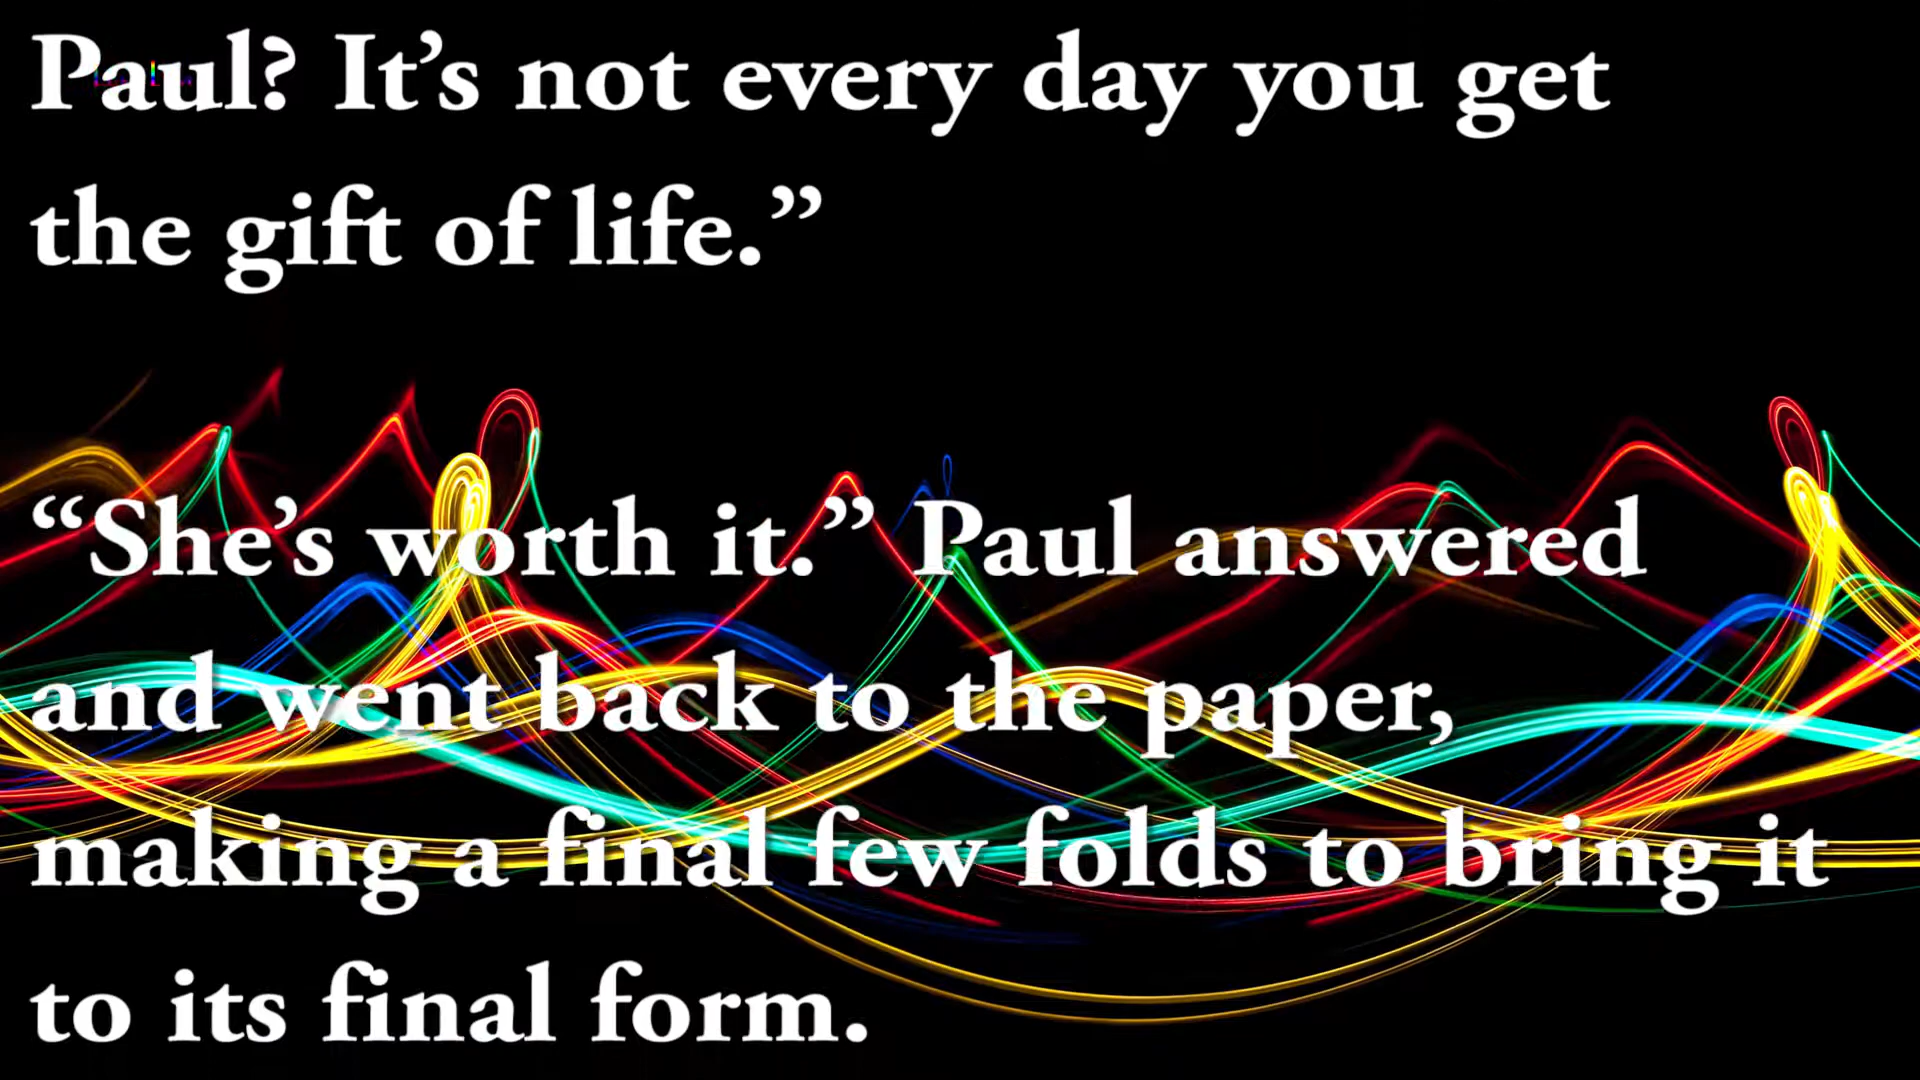 Paul? It’s not every day you get
the gift of life.”
“She’s worth it.” Paul answered
and went back to the paper,
making a final few folds to bring it
to its final form.